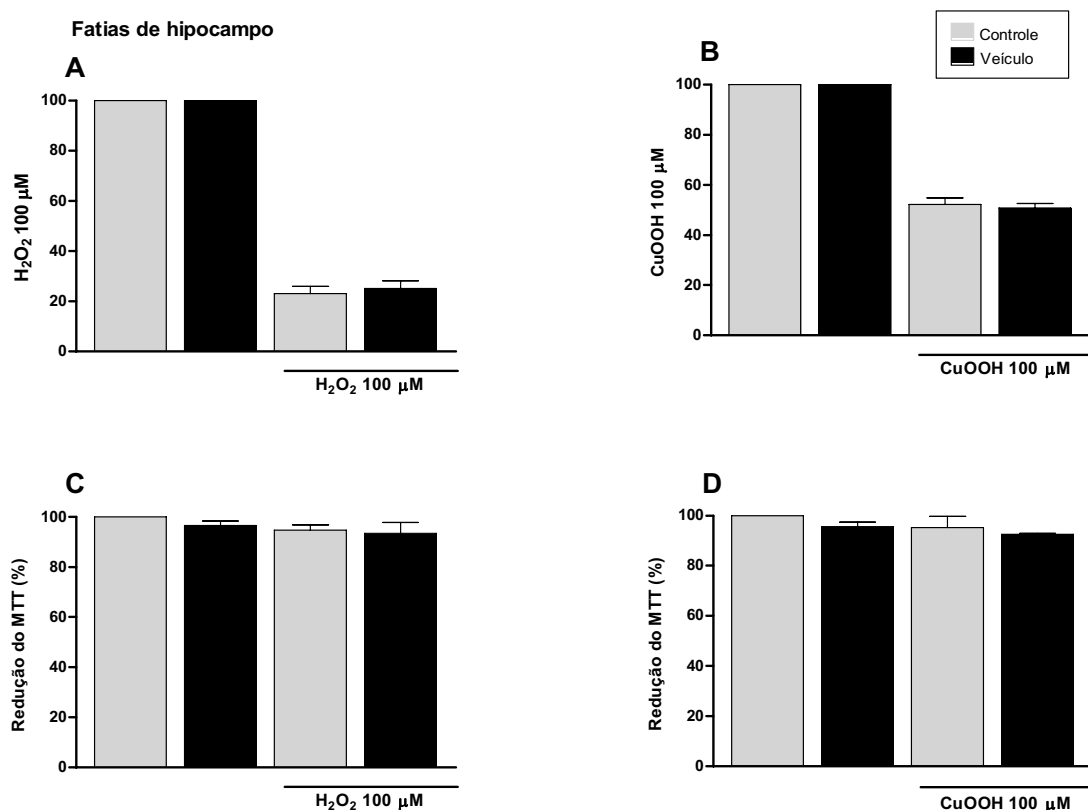 Fatias de hipocampo
A
100
80
60
40
20
0
H₂O₂ 100 μM
H₂O₂ 100 μM
B
Controle
Veículo
100
80
60
40
20
0
CuOOH 100 μM
CuOOH 100 μM
C
100
80
60
40
20
0
Redução do MTT (%)
H₂O₂ 100 μM
D
100
80
60
40
20
0
Redução do MTT (%)
CuOOH 100 μM